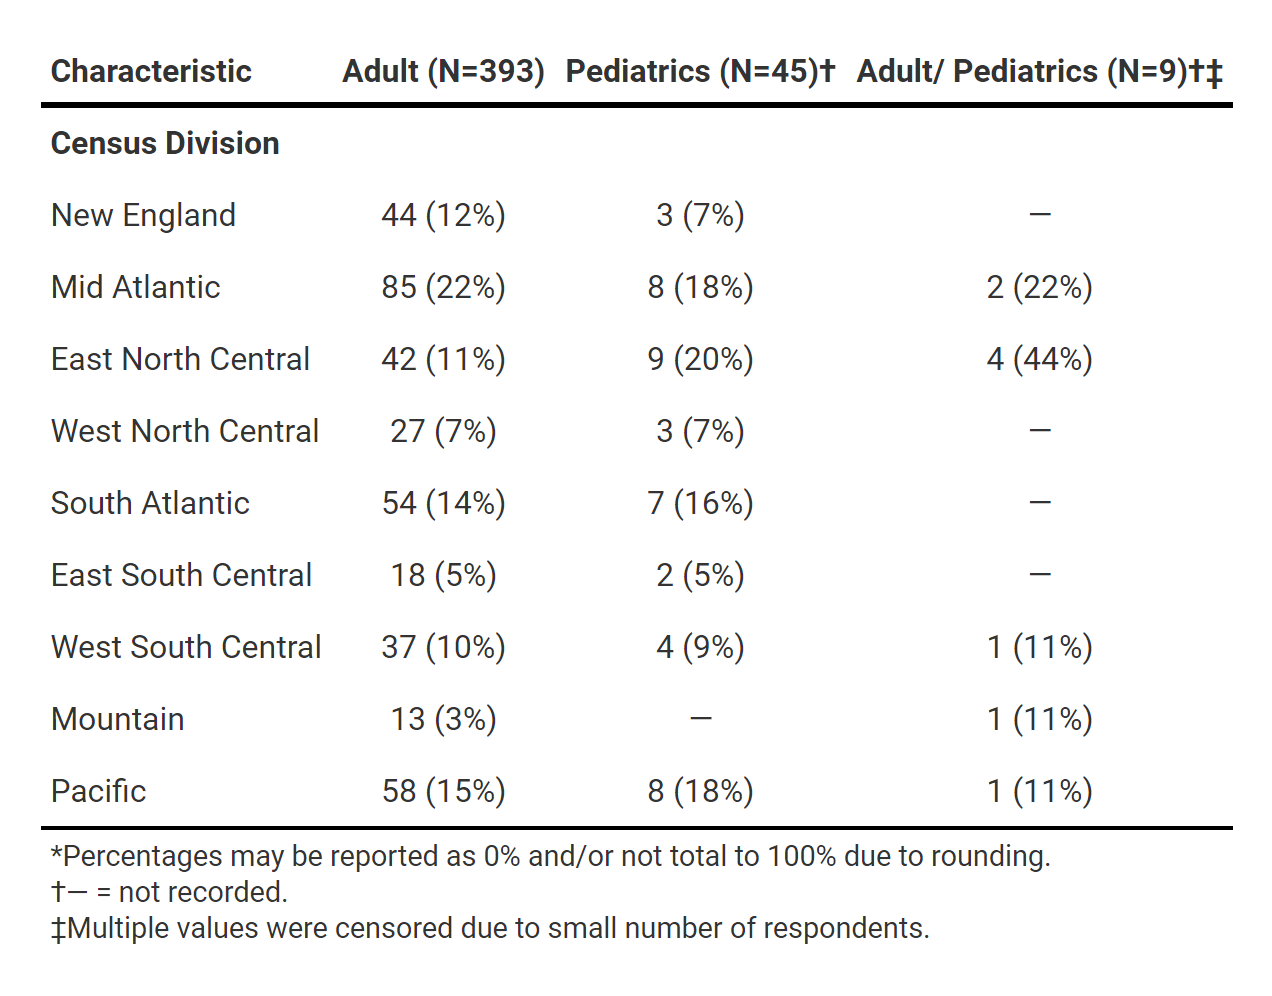 Characteristic Adult (N=393) Pediatrics (N=45)† Adult/ Pediatrics (N=9)†‡
Census Division
New England 44 (12%) 3 (7%) —
Mid Atlantic 85 (22%) 8 (18%) 2 (22%)
East North Central 42 (11%) 9 (20%) 4 (44%)
West North Central 27 (7%) 3 (7%) —
South Atlantic 54 (14%) 7 (16%) —
East South Central 18 (5%) 2 (5%) —
West South Central 37 (10%) 4 (9%) 1 (11%)
Mountain 13 (3%) — 1 (11%)
Pacific 58 (15%) 8 (18%) 1 (11%)
*Percentages may be reported as 0% and/or not total to 100% due to rounding.
†— = not recorded.
‡Multiple values were censored due to small number of respondents.